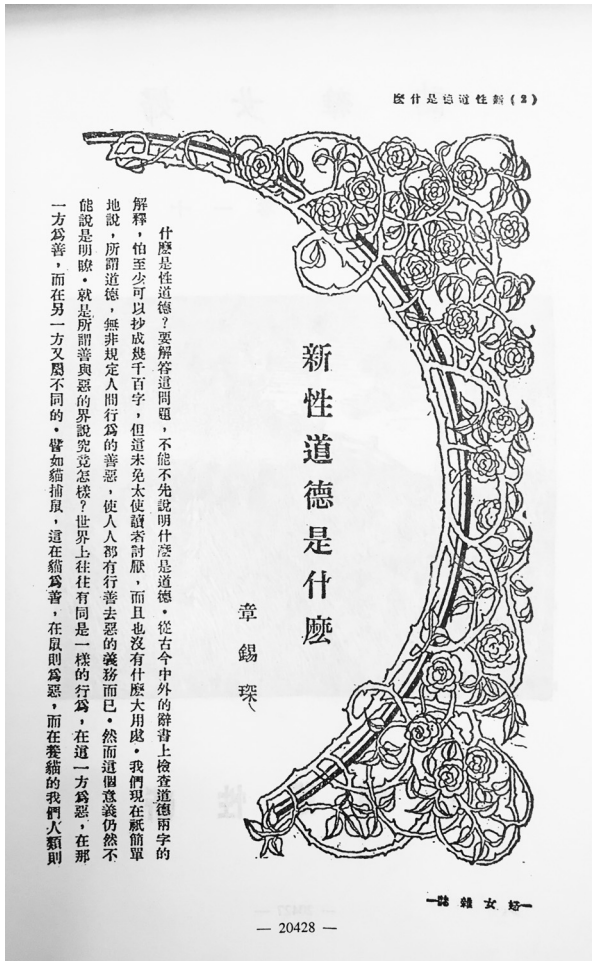 (2) 新性道德是什麼
新性道德是什麼
章錫琛
什麼是性道德？要解答這問題，不能不先說明什麼是道德。從古今中外的辭書上檢查道德兩字的
解釋，怕至少可以抄成幾千百字，但這未免太使讀者討厭，而且也沒有什麼大用處。我們現在祇簡單
地說，所謂道德，無非規定人間行爲的善惡，使人人都有行善去惡的義務而已。然而這個意義仍然不
能說是明瞭。就是所謂善與惡的界說究竟怎樣？世界上往往有同是一樣的行爲，在這一方爲惡，在那
一方爲善，而在另一方又屬不同的。譬如貓捕鼠，這在貓爲善，在鼠則爲惡，而在養貓的我們人類則
一婦女雜誌一
— 20428 —